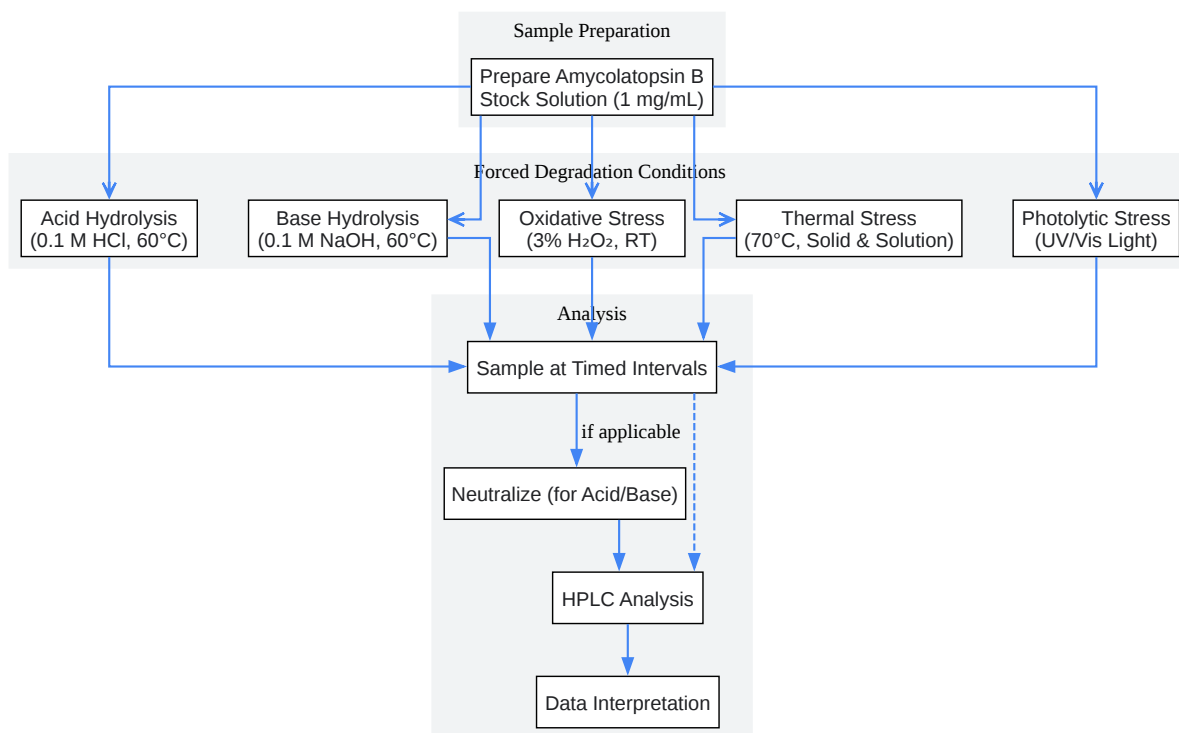 Sample Preparation
Prepare Amycolatopsin B
Stock Solution (1 mg/mL)
Forced Degradation Conditions
Acid Hydrolysis
(0.1 M HCl, 60°C)
Base Hydrolysis
(0.1 M NaOH, 60°C)
Oxidative Stress
(3% H₂O₂, RT)
Thermal Stress
(70°C, Solid & Solution)
Photolytic Stress
(UV/Vis Light)
Analysis
Sample at Timed Intervals
if applicable
Neutralize (for Acid/Base)
HPLC Analysis
Data Interpretation